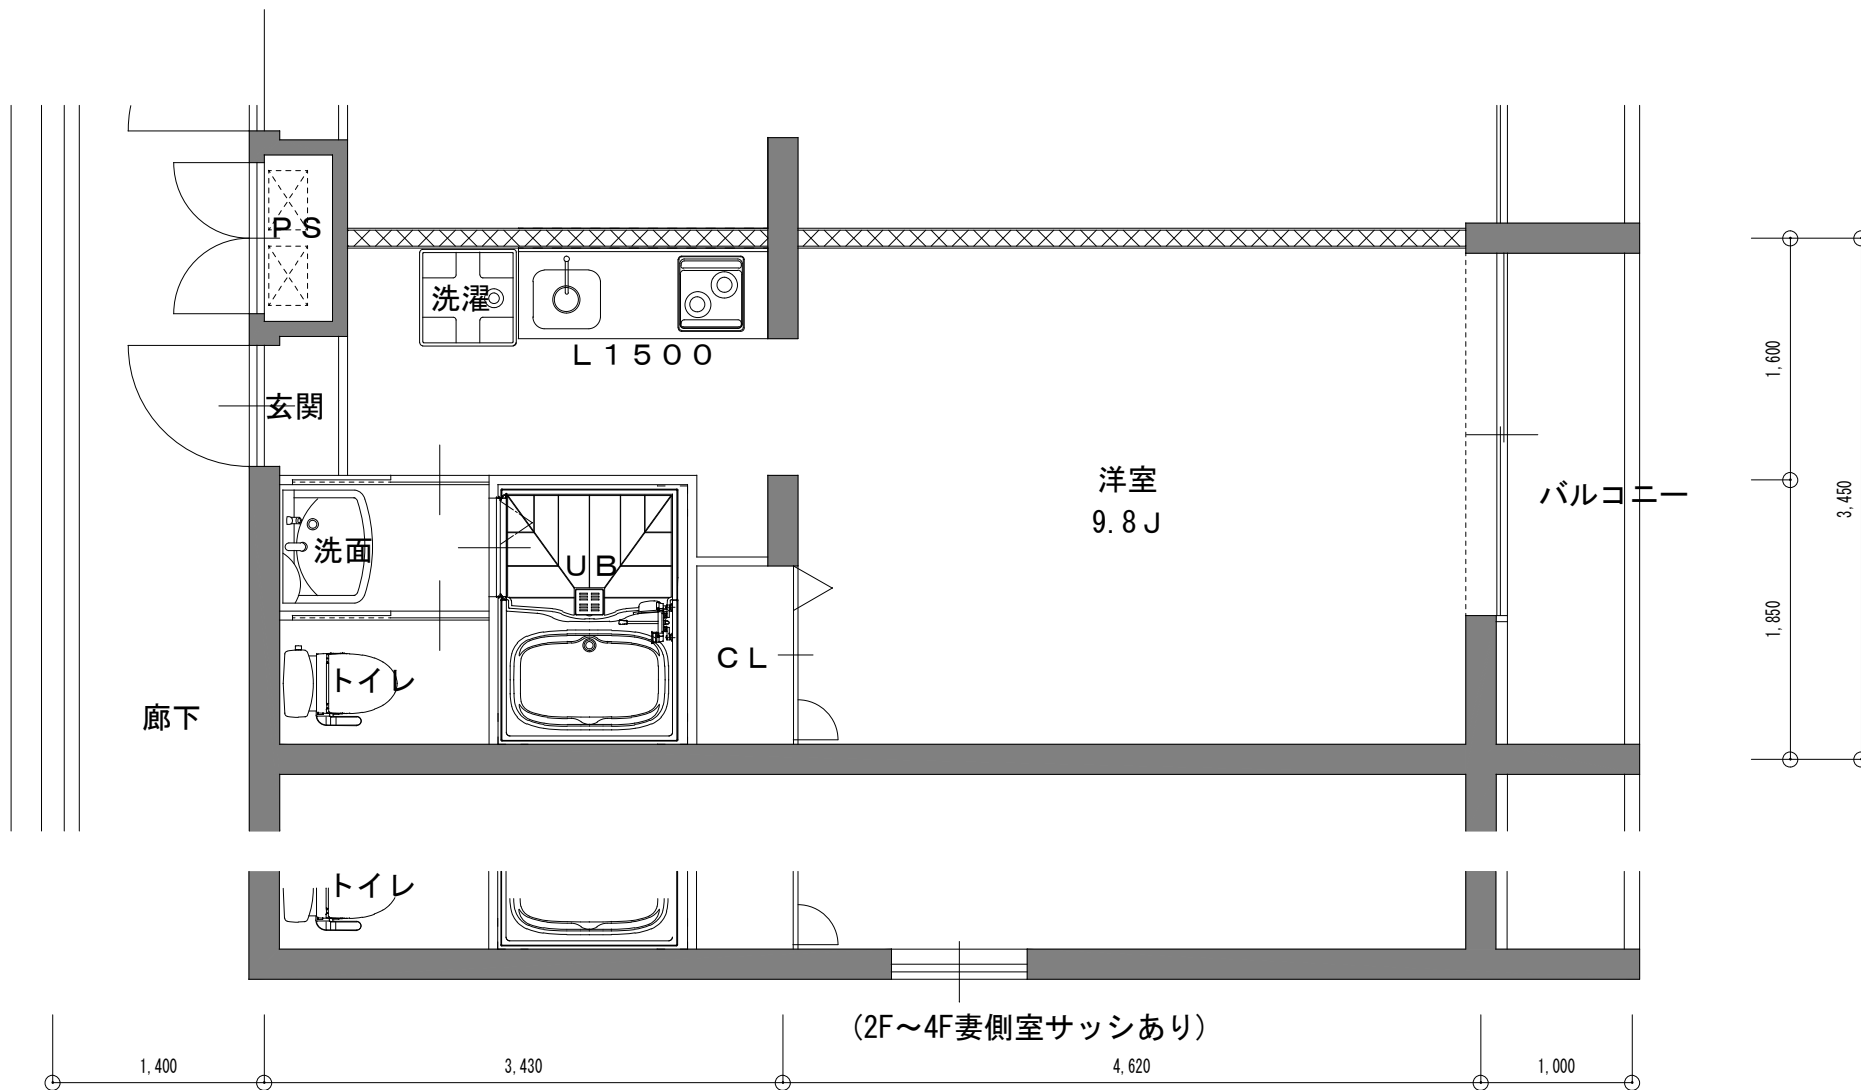 PS
洗濯
L1500
玄関
洋室
9.8J
バルコニー
洗面
UB
トイレ
CL
廊下
トイレ
(2F～4F妻側室サッシあり)
1,600
3,450
1,850
1,400
3,430
4,620
1,000